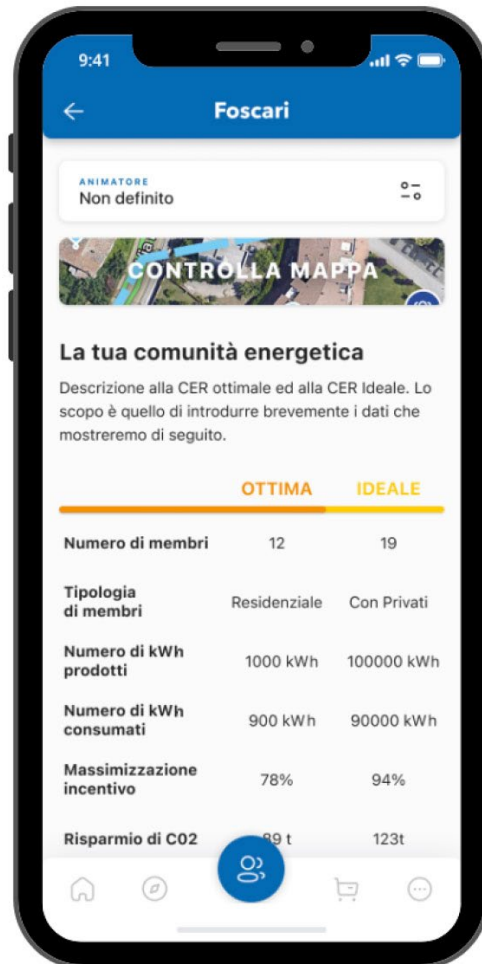 9:41
Foscari
ANIMATORE
Non definito
CONTROLLA MAPPA
La tua comunità energetica
Descrizione alla CER ottimale ed alla CER Ideale. Lo
scopo è quello di introdurre brevemente i dati che
mostreremo di seguito.
OTTIMA IDEALE
Numero di membri 12 19
Tipologia
di membri Residenziale Con Privati
Numero di kWh
prodotti 1000 kWh 100000 kWh
Numero di kWh
consumati 900 kWh 90000 kWh
Massimizzazione
incentivo 78% 94%
Risparmio di C02 89 t 123t